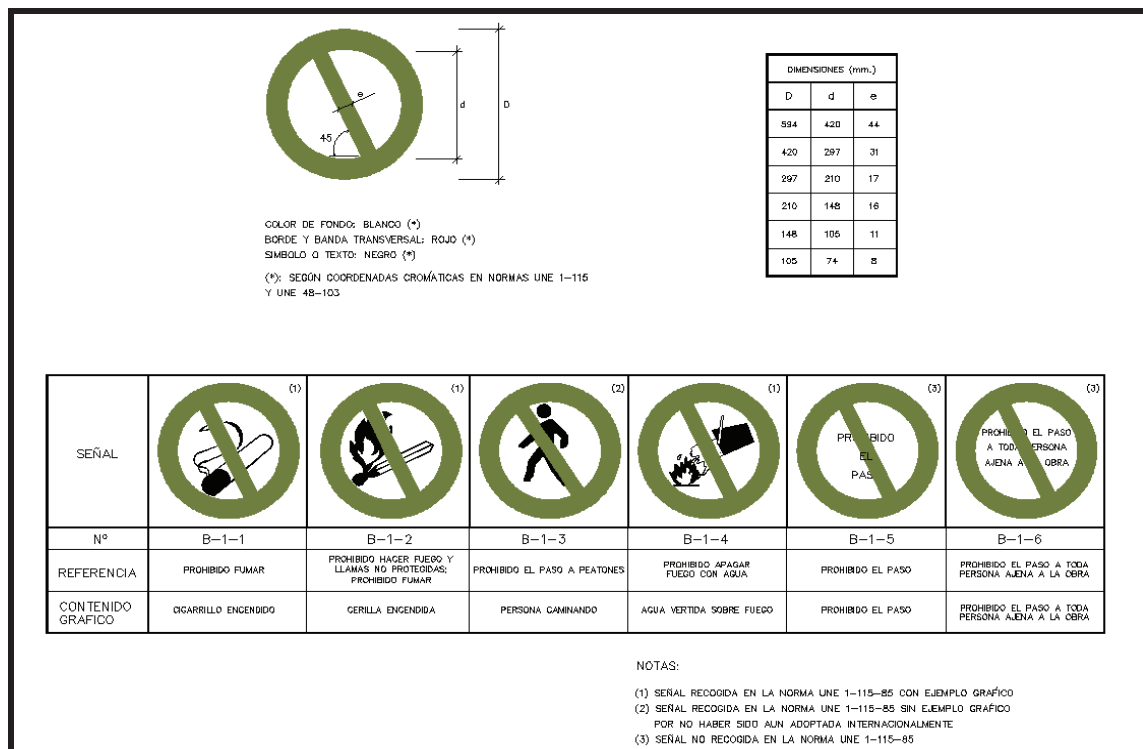 e
d
D
45
DIMENSIONES (mm.)
D d e
594 420 44
420 297 31
297 210 17
210 148 16
148 105 11
105 74 8
COLOR DE FONDO: BLANCO (*)
BORDE Y BANDA TRANSVERSAL: ROJO (*)
SIMBOLO O TEXTO: NEGRO (*)
(*): SEGÚN COORDENADAS CROMÁTICAS EN NORMAS UNE 1-115
Y UNE 48-103
SEÑAL (1) (1) (2) (1) (3) (3)
PROHIBIDO
EL
PASO
PROHIBIDO EL PASO
A TODA PERSONA
AJENA A LA OBRA
Nº B-1-1 B-1-2 B-1-3 B-1-4 B-1-5 B-1-6
REFERENCIA
PROHIBIDO FUMAR
PROHIBIDO HACER FUEGO Y
LLAMAS NO PROTEGIDAS;
PROHIBIDO FUMAR
PROHIBIDO EL PASO A PEATONES
PROHIBIDO APAGAR
FUEGO CON AGUA
PROHIBIDO EL PASO
PROHIBIDO EL PASO A TODA
PERSONA AJENA A LA OBRA
CONTENIDO
GRAFICO
CIGARRILLO ENCENDIDO
CERILLA ENCENDIDA
PERSONA CAMINANDO
AGUA VERTIDA SOBRE FUEGO
PROHIBIDO EL PASO
PROHIBIDO EL PASO A TODA
PERSONA AJENA A LA OBRA
NOTAS:
(1) SEÑAL RECOGIDA EN LA NORMA UNE 1-115-85 CON EJEMPLO GRAFÍCO
(2) SEÑAL RECOGIDA EN LA NORMA UNE 1-115-85 SIN EJEMPLO GRAFICO
POR NO HABER SIDO AUN ADOPTADA INTERNACIONALMENTE
(3) SEÑAL NO RECOGIDA EN LA NORMA UNE 1-115-85